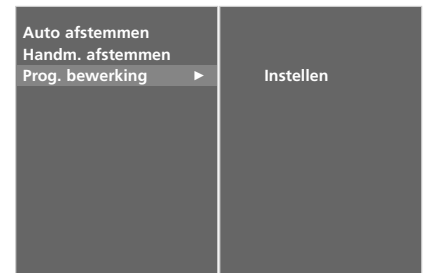 Auto afstemmen
Handm. afstemmen
Prog. bewerking ►
Instellen